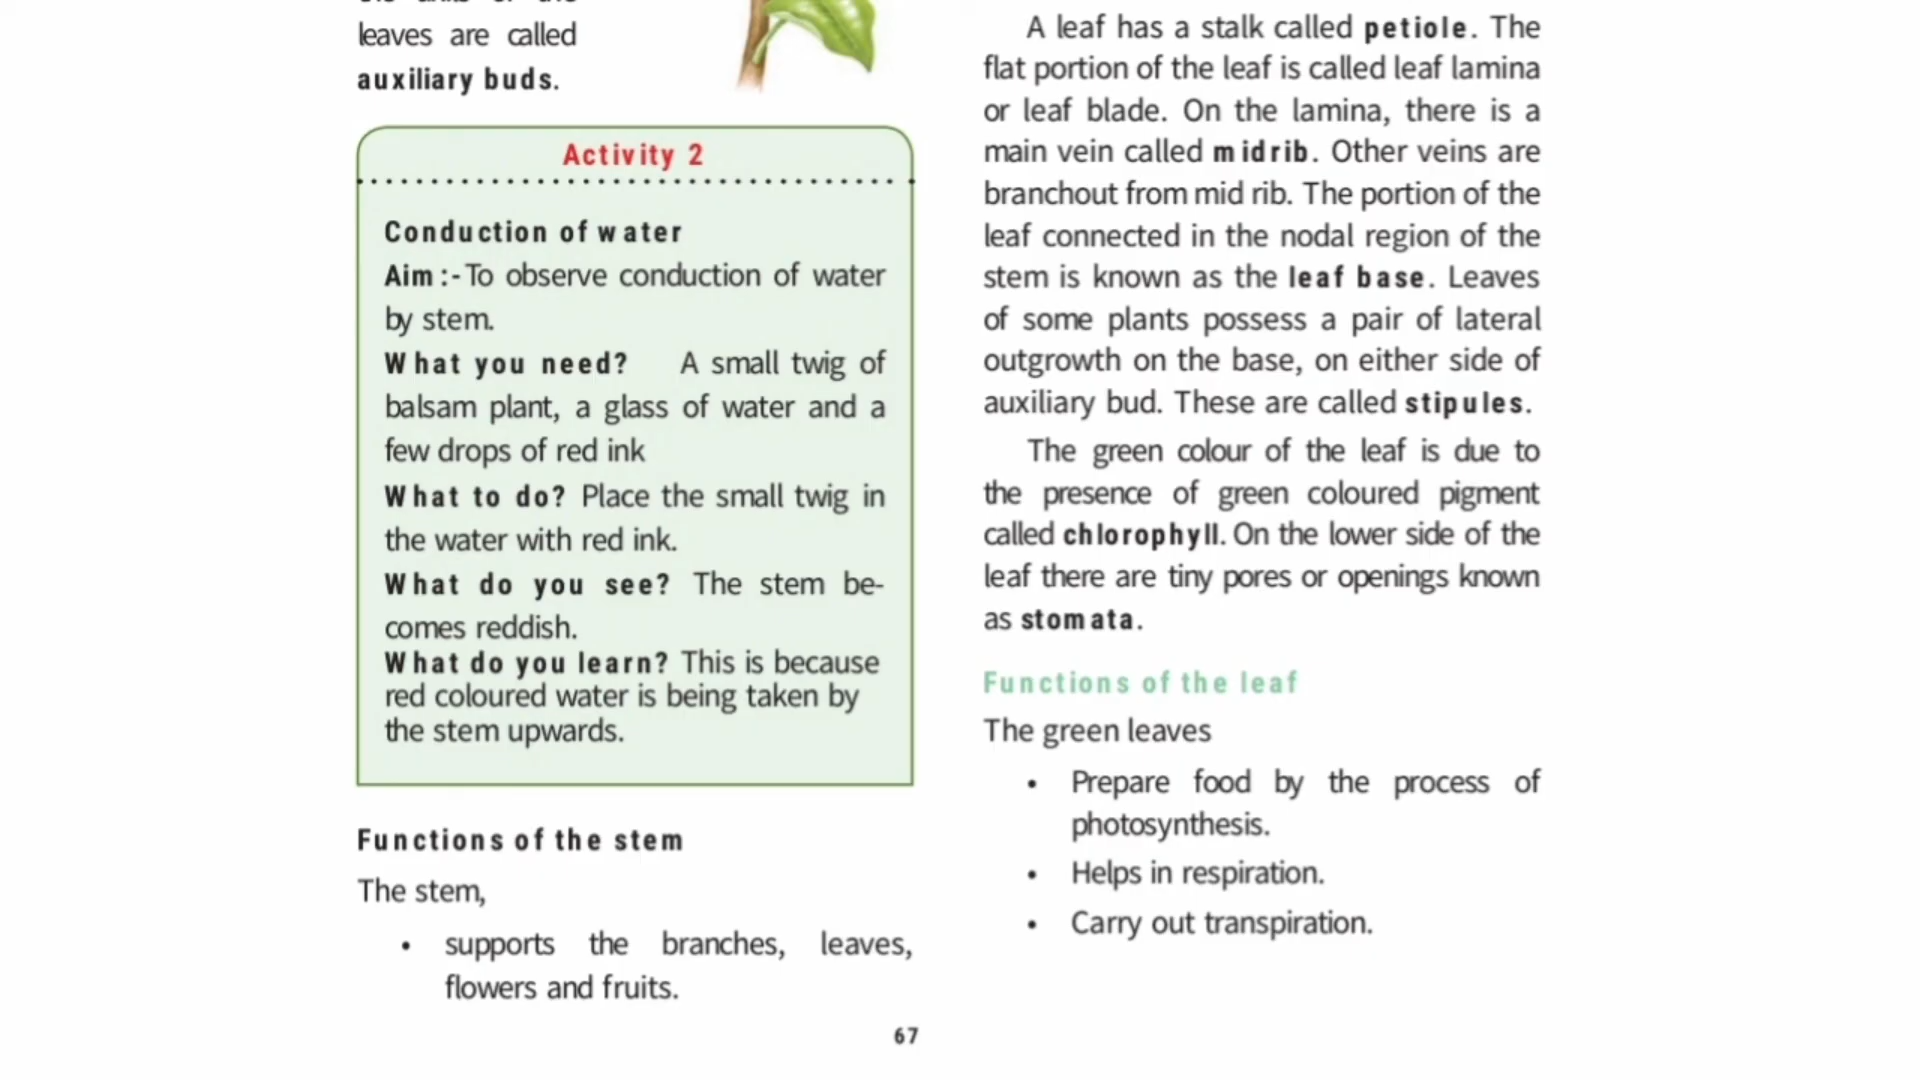 leaves are called
auxiliary buds.
Activity 2
Conduction of water
Aim :- To observe conduction of water
by stem.
What you need? A small twig of
balsam plant, a glass of water and a
few drops of red ink
What to do? Place the small twig in
the water with red ink.
What do you see? The stem be-
comes reddish.
What do you learn? This is because
red coloured water is being taken by
the stem upwards.
Functions of the stem
The stem,
• supports the branches, leaves,
flowers and fruits.
A leaf has a stalk called petiole. The
flat portion of the leaf is called leaf lamina
or leaf blade. On the lamina, there is a
main vein called midrib. Other veins are
branchout from mid rib. The portion of the
leaf connected in the nodal region of the
stem is known as the leaf base. Leaves
of some plants possess a pair of lateral
outgrowth on the base, on either side of
auxiliary bud. These are called stipules.
The green colour of the leaf is due to
the presence of green coloured pigment
called chlorophyll. On the lower side of the
leaf there are tiny pores or openings known
as stomata.
Functions of the leaf
The green leaves
• Prepare food by the process of
photosynthesis.
• Helps in respiration.
• Carry out transpiration.
67